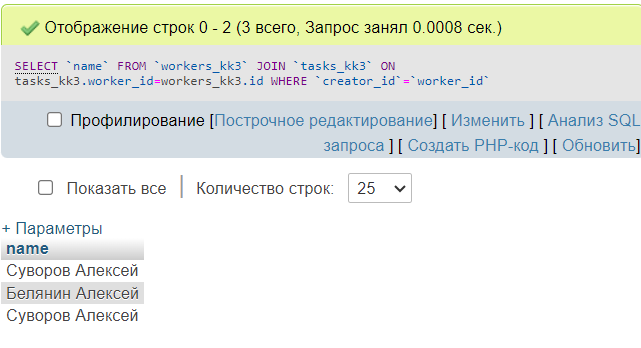 Отображение строк 0 - 2 (3 всего, Запрос занял 0.0008 сек.)
SELECT `name` FROM `workers_kk3` JOIN `tasks_kk3` ON
tasks_kk3.worker_id=workers_kk3.id WHERE `creator_id`=`worker_id`
Профилирование [Построчное редактирование] [ Изменить ] [ Анализ SQL
запроса ] [ Создать PHP-код ] [ Обновить]
Показать все | Количество строк: 25
+ Параметры
name
Суворов Алексей
Белянин Алексей
Суворов Алексей